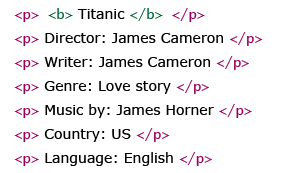 <p> <b> Titanic </b> </p>
<p> Director: James Cameron </p>
<p> Writer: James Cameron </p>
<p> Genre: Love story </p>
<p> Music by: James Horner </p>
<p> Country: US </p>
<p> Language: English </p>